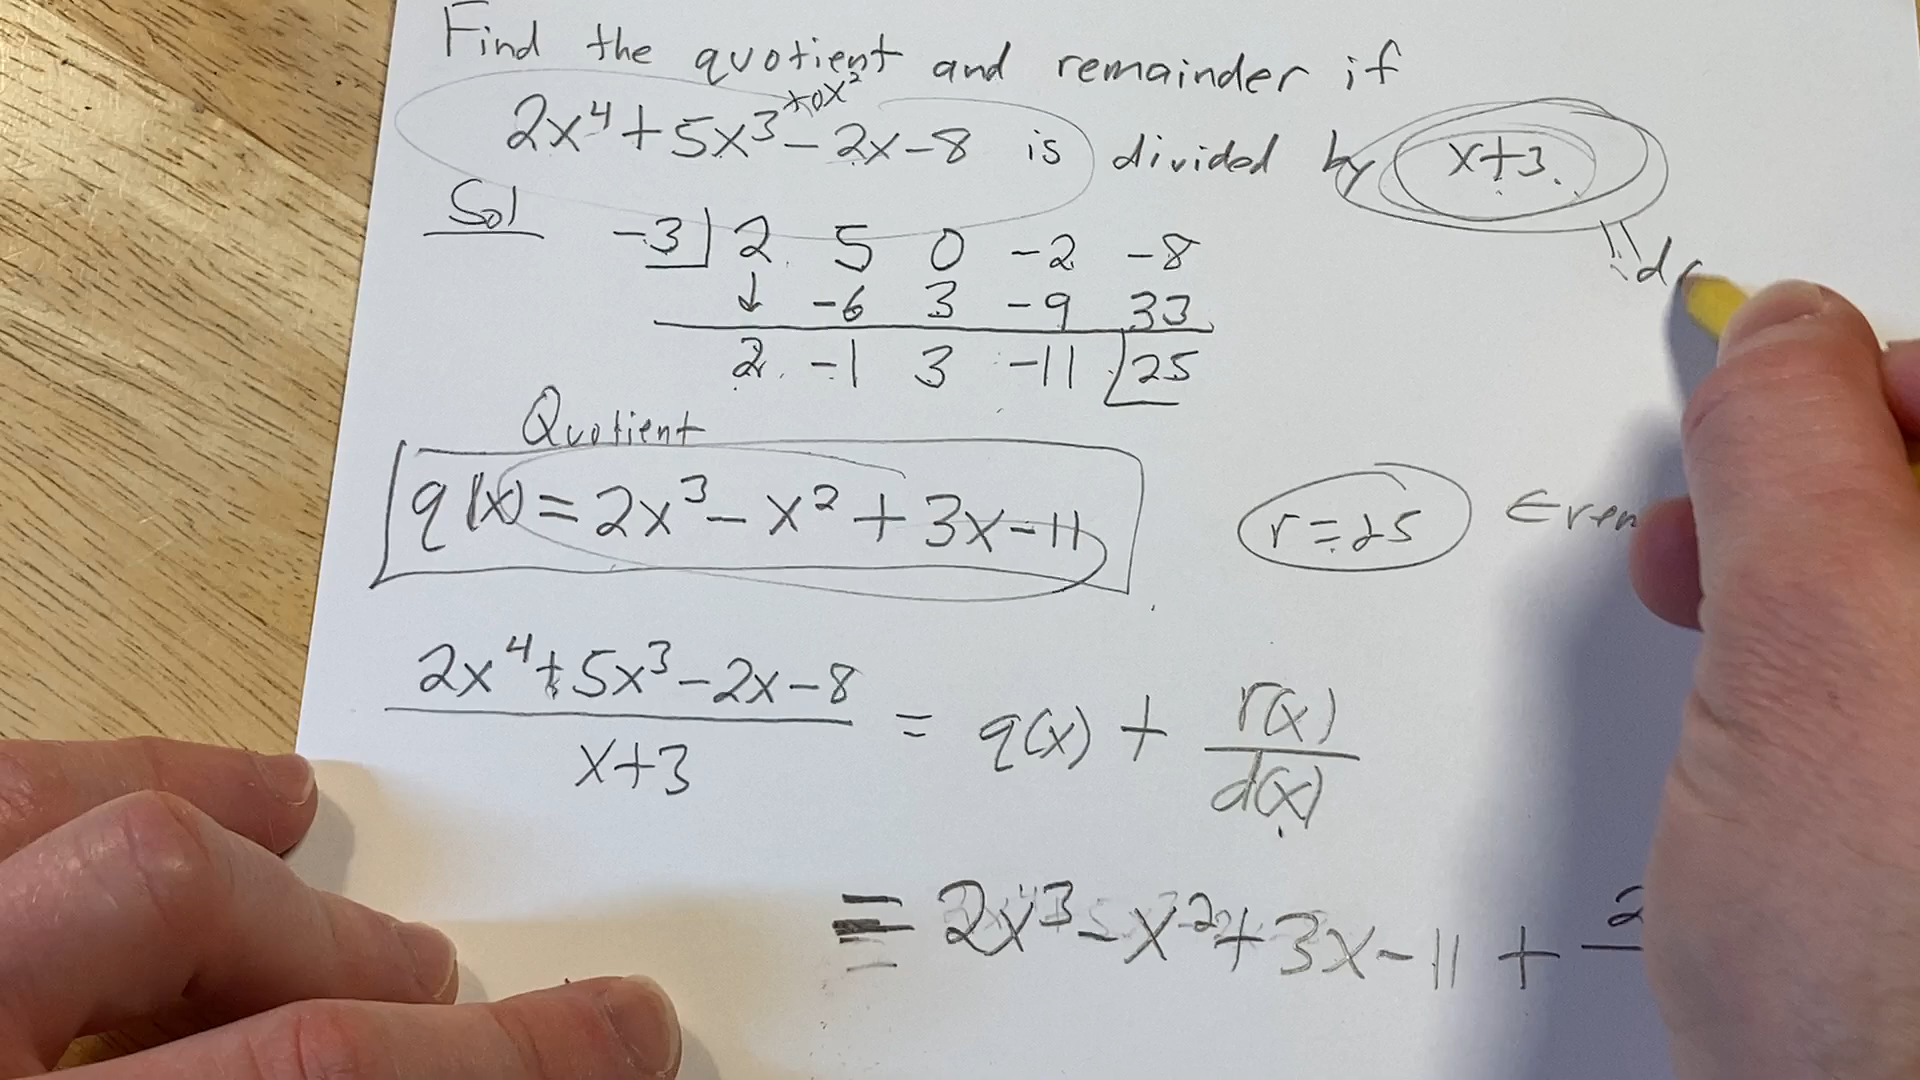 Find the quotient and remainder if
+0x²
2x⁴+5x³-2x-8 is divided by x+3.
Sol
-3| 2 5 0 -2 -8
↓ -6 3 -9 33
2 -1 3 -11 |25
Quotient
q(x)=2x³-x²+3x-11
r=25
2x⁴+5x³-2x-8
x+3
= q(x) + r(x)
d(x)
= 2x³-x²+3x-11 +